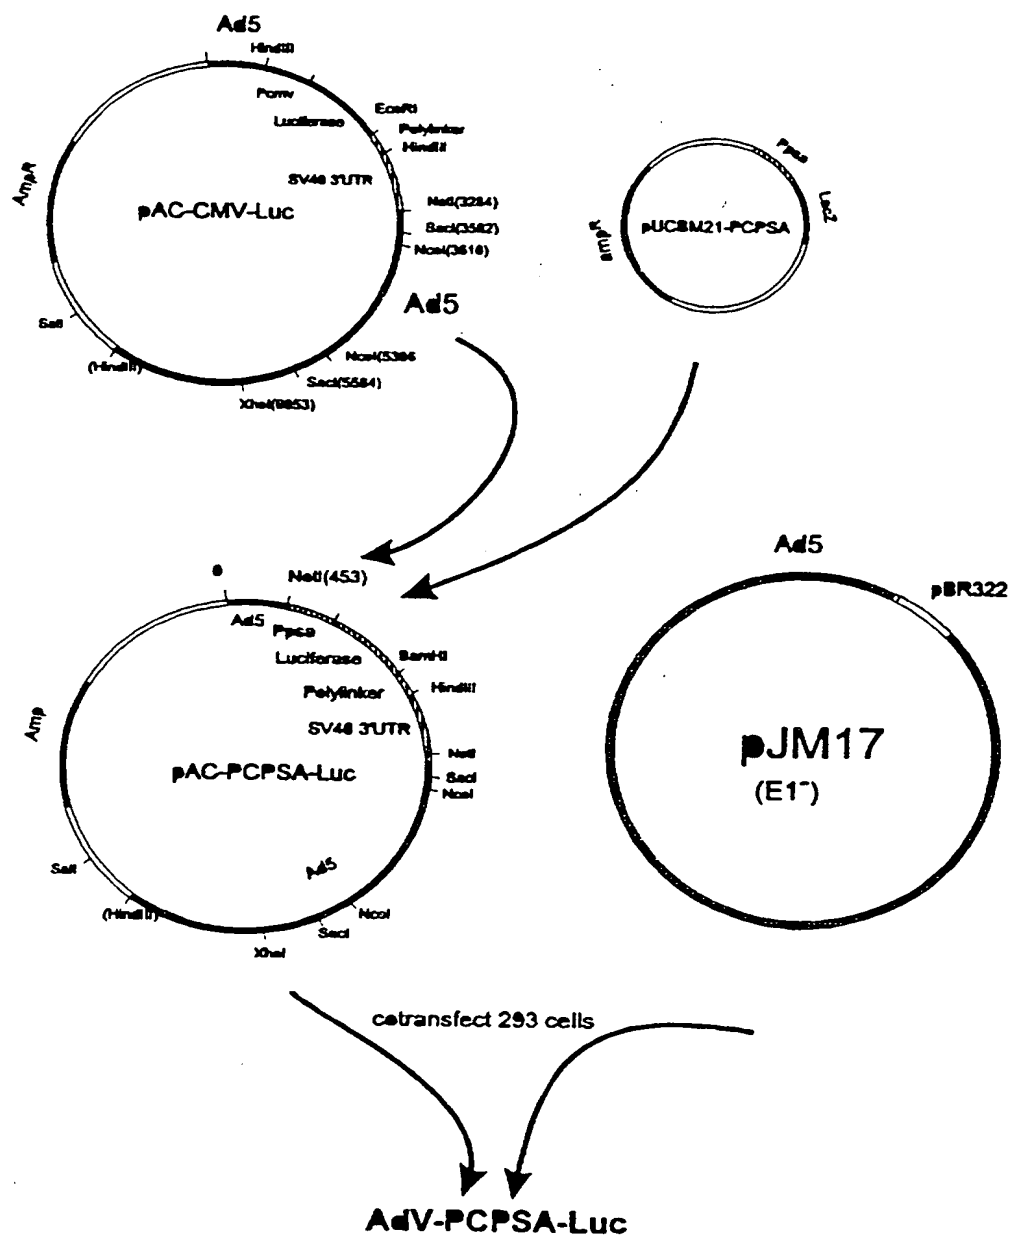 Ad5
HindIII
Pcmv
Luciferase
EcoRI
Polylinker
HindIII
SV40 3'UTR
AmpR
pAC-CMV-Luc
NotI(3284)
SacI(3582)
NcoI(3618)
Ad5
SalI
(HindIII)
NcoI(5386
SacI(5584)
XhoI(9853)
Ppsa
LacZ
ampR
pUCBM21-PCPSA
0
NotI(453)
Ad5
Ppsa
Luciferase
BamHI
Polylinker
HindIII
SV40 3'UTR
Amp
pAC-PCPSA-Luc
NotI
SacI
NcoI
Ad5
SalI
(HindIII)
NcoI
SacI
XhoI
Ad5
pBR322
pJM17
(E1⁻)
cotransfect 293 cells
AdV-PCPSA-Luc